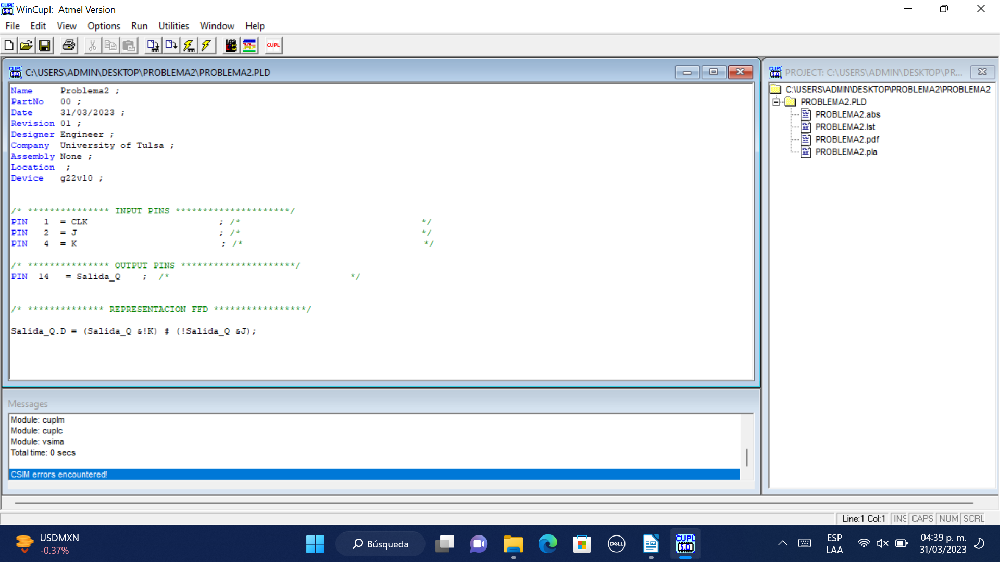 WinCupl: Atmel Version
File Edit View Options Run Utilities Window Help
CUPL
C:\USERS\ADMIN\DESKTOP\PROBLEMA2\PROBLEMA2.PLD
Name Problema2 ;
PartNo 00 ;
Date 31/03/2023 ;
Revision 01 ;
Designer Engineer ;
Company University of Tulsa ;
Assembly None ;
Location ;
Device g22v10 ;
/* *************** INPUT PINS *********************/
PIN 1 = CLK ; /* */
PIN 2 = J ; /* */
PIN 4 = K ; /* */
/* *************** OUTPUT PINS *********************/
PIN 14 = Salida_Q ; /* */
/* ************** REPRESENTACION FFD *****************/
Salida_Q.D = (Salida_Q &!K) # (!Salida_Q &J);
PROJECT: C:\USERS\ADMIN\DESKTOP\PR...
C:\USERS\ADMIN\DESKTOP\PROBLEMA2\PROBLEMA2
PROBLEMA2.PLD
PROBLEMA2.abs
PROBLEMA2.lst
PROBLEMA2.pdf
PROBLEMA2.pla
Messages
Module: cuplm
Module: cuplc
Module: vsima
Total time: 0 secs
CSIM errors encountered!
Line:1 Col:1 INS CAPS NUM SCRL
USDMXN
-0.37%
Búsqueda
DELL
CUPL
5.0
ESP
LAA
04:39 p. m.
31/03/2023